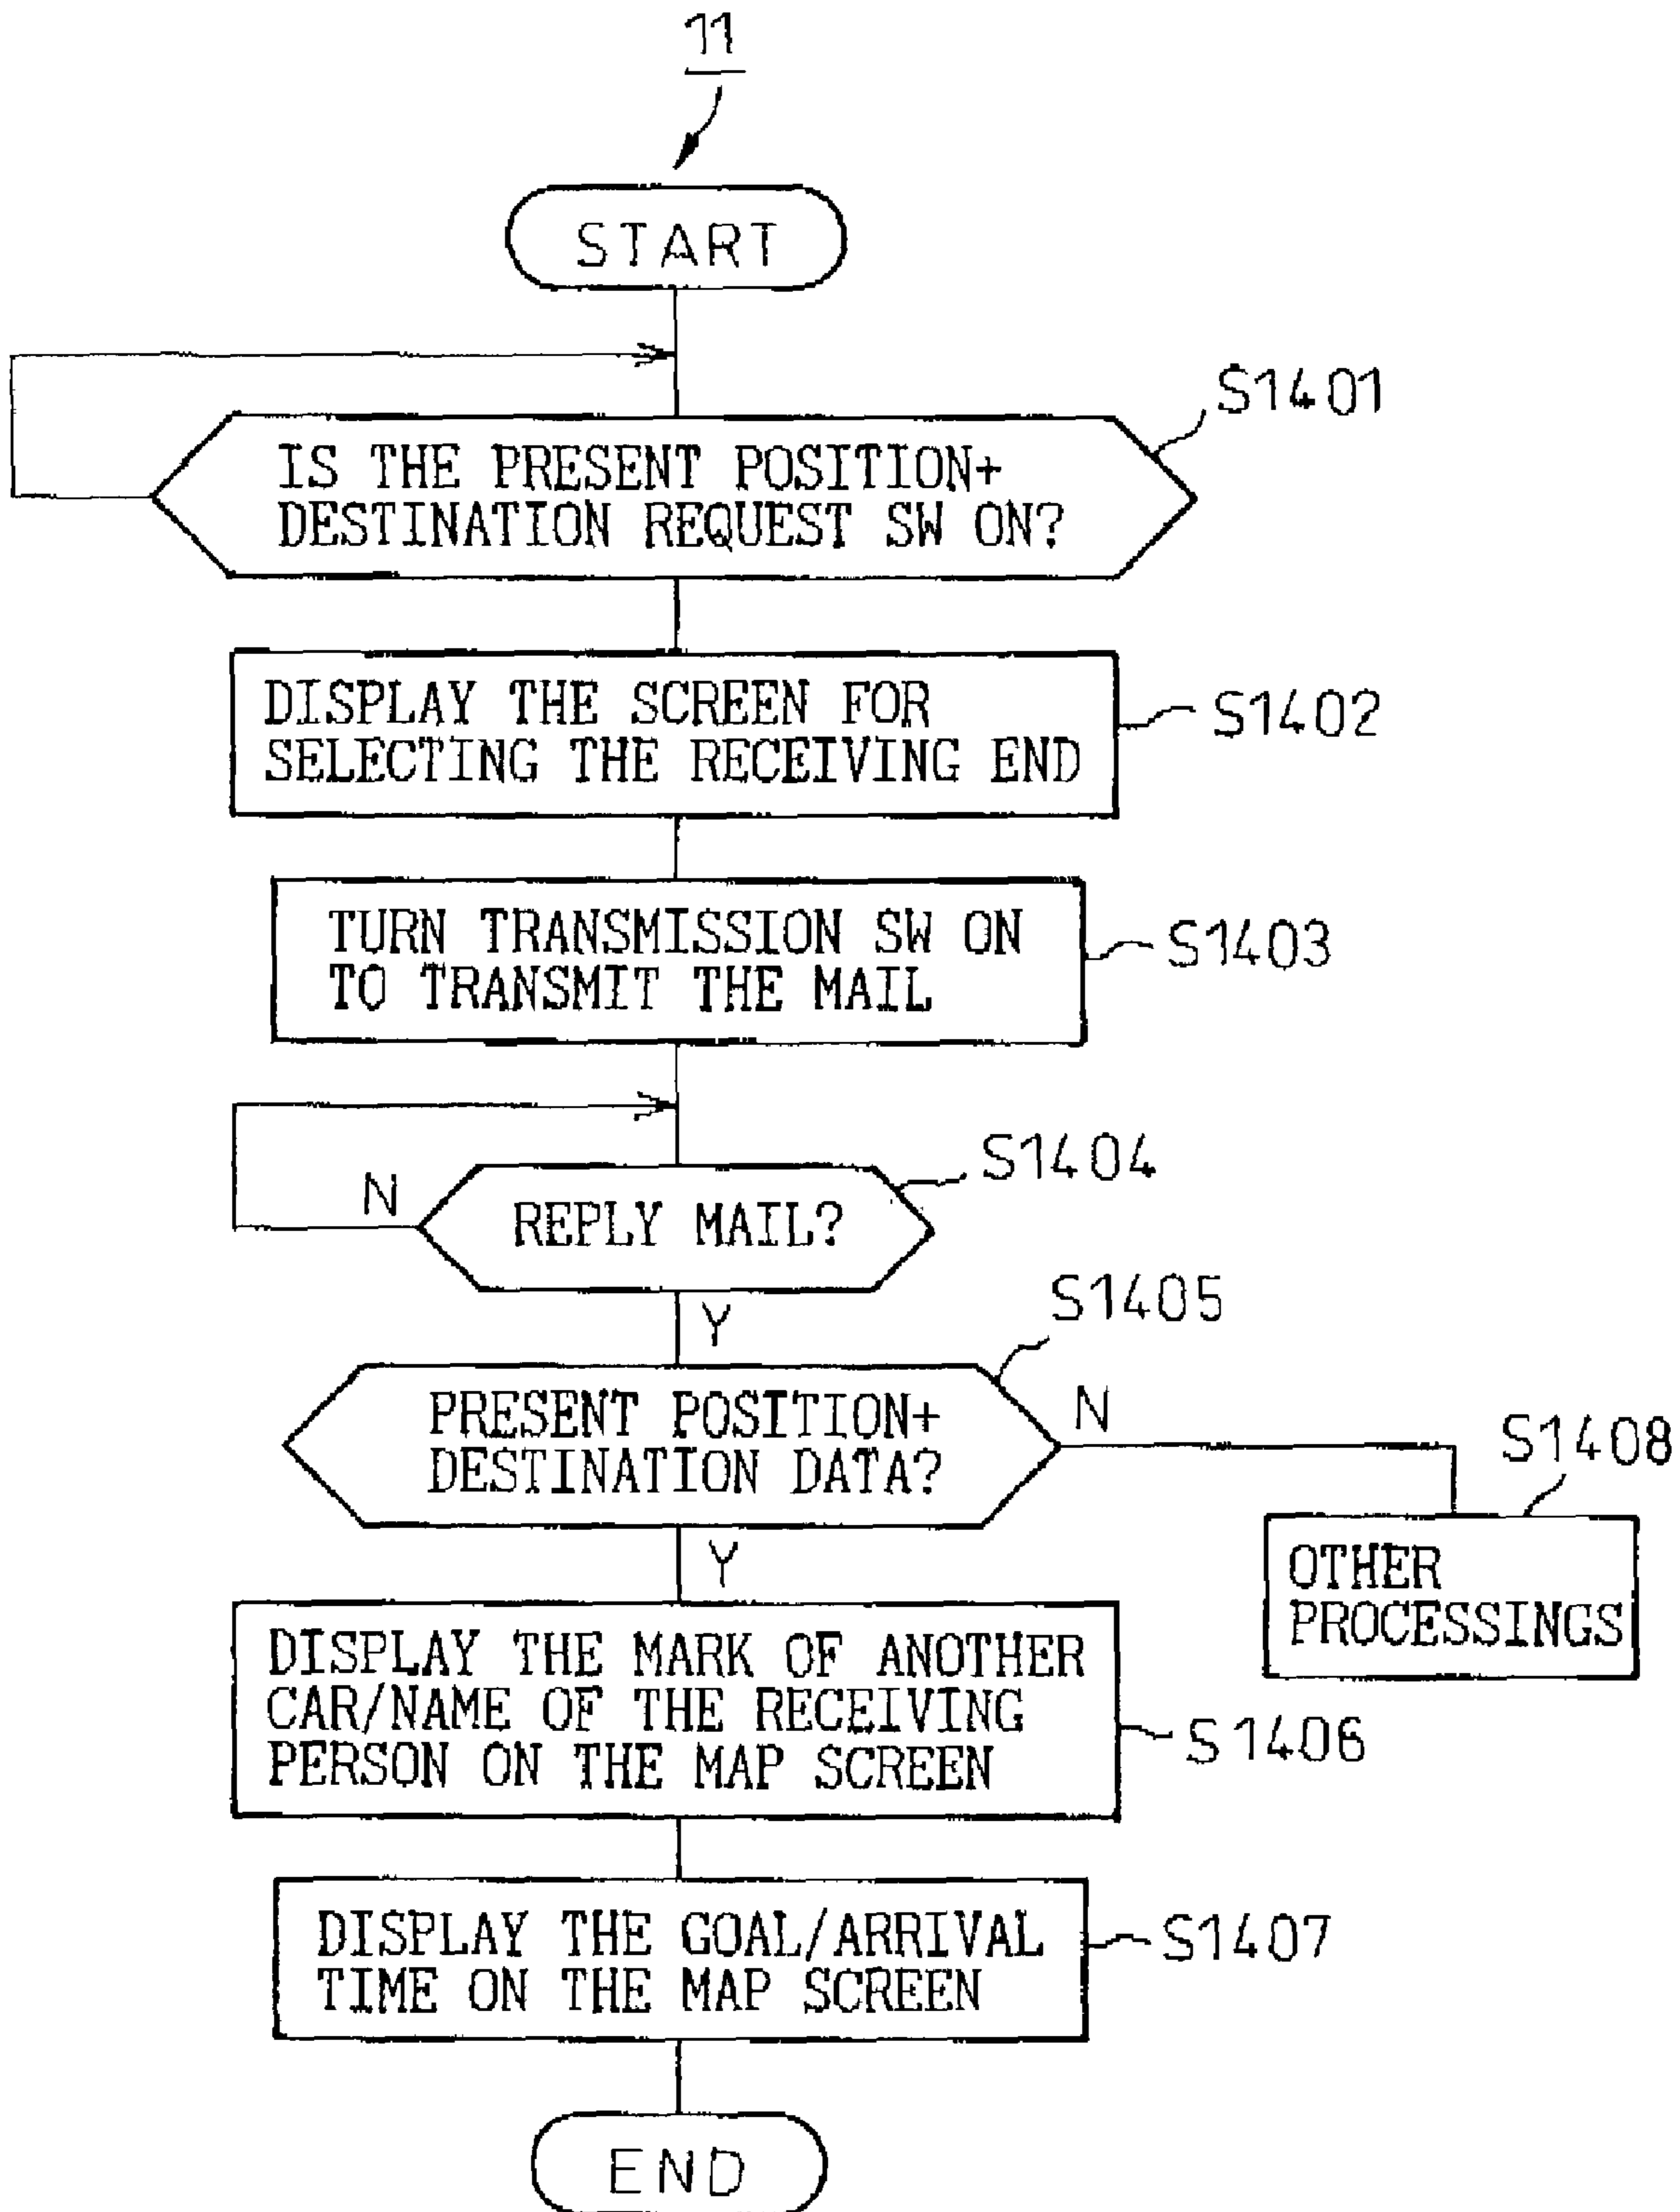 11
START
S1401
IS THE PRESENT POSITION+
DESTINATION REQUEST SW ON?
DISPLAY THE SCREEN FOR
SELECTING THE RECEIVING END
S1402
TURN TRANSMISSION SW ON
TO TRANSMIT THE MAIL
S1403
S1404
N
REPLY MAIL?
Y
S1405
PRESENT POSITION+
DESTINATION DATA?
N
S1408
Y
OTHER
PROCESSINGS
DISPLAY THE MARK OF ANOTHER
CAR/NAME OF THE RECEIVING
PERSON ON THE MAP SCREEN
S1406
DISPLAY THE GOAL/ARRIVAL
TIME ON THE MAP SCREEN
S1407
END